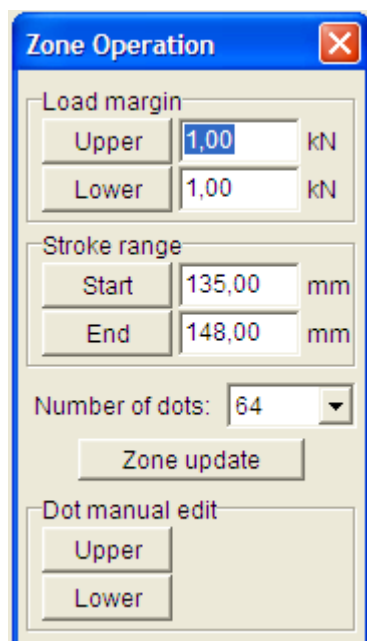 Zone Operation
Load margin
Upper 1,00 kN
Lower 1,00 kN
Stroke range
Start 135,00 mm
End 148,00 mm
Number of dots: 64
Zone update
Dot manual edit
Upper
Lower